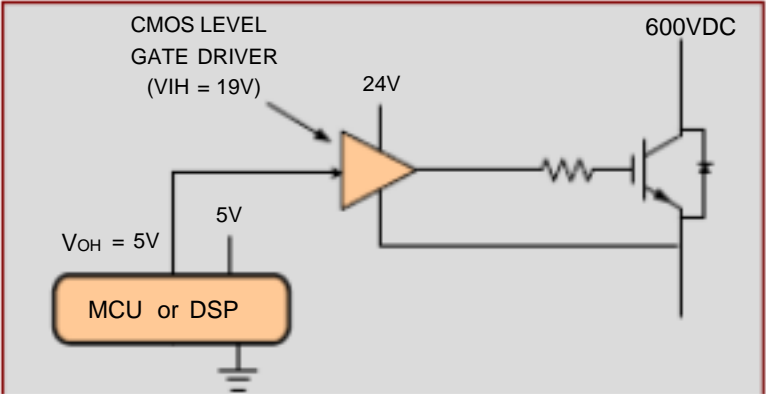 CMOS LEVEL
GATE DRIVER
(VIH = 19V)
600VDC
24V
5V
VOH = 5V
MCU or DSP